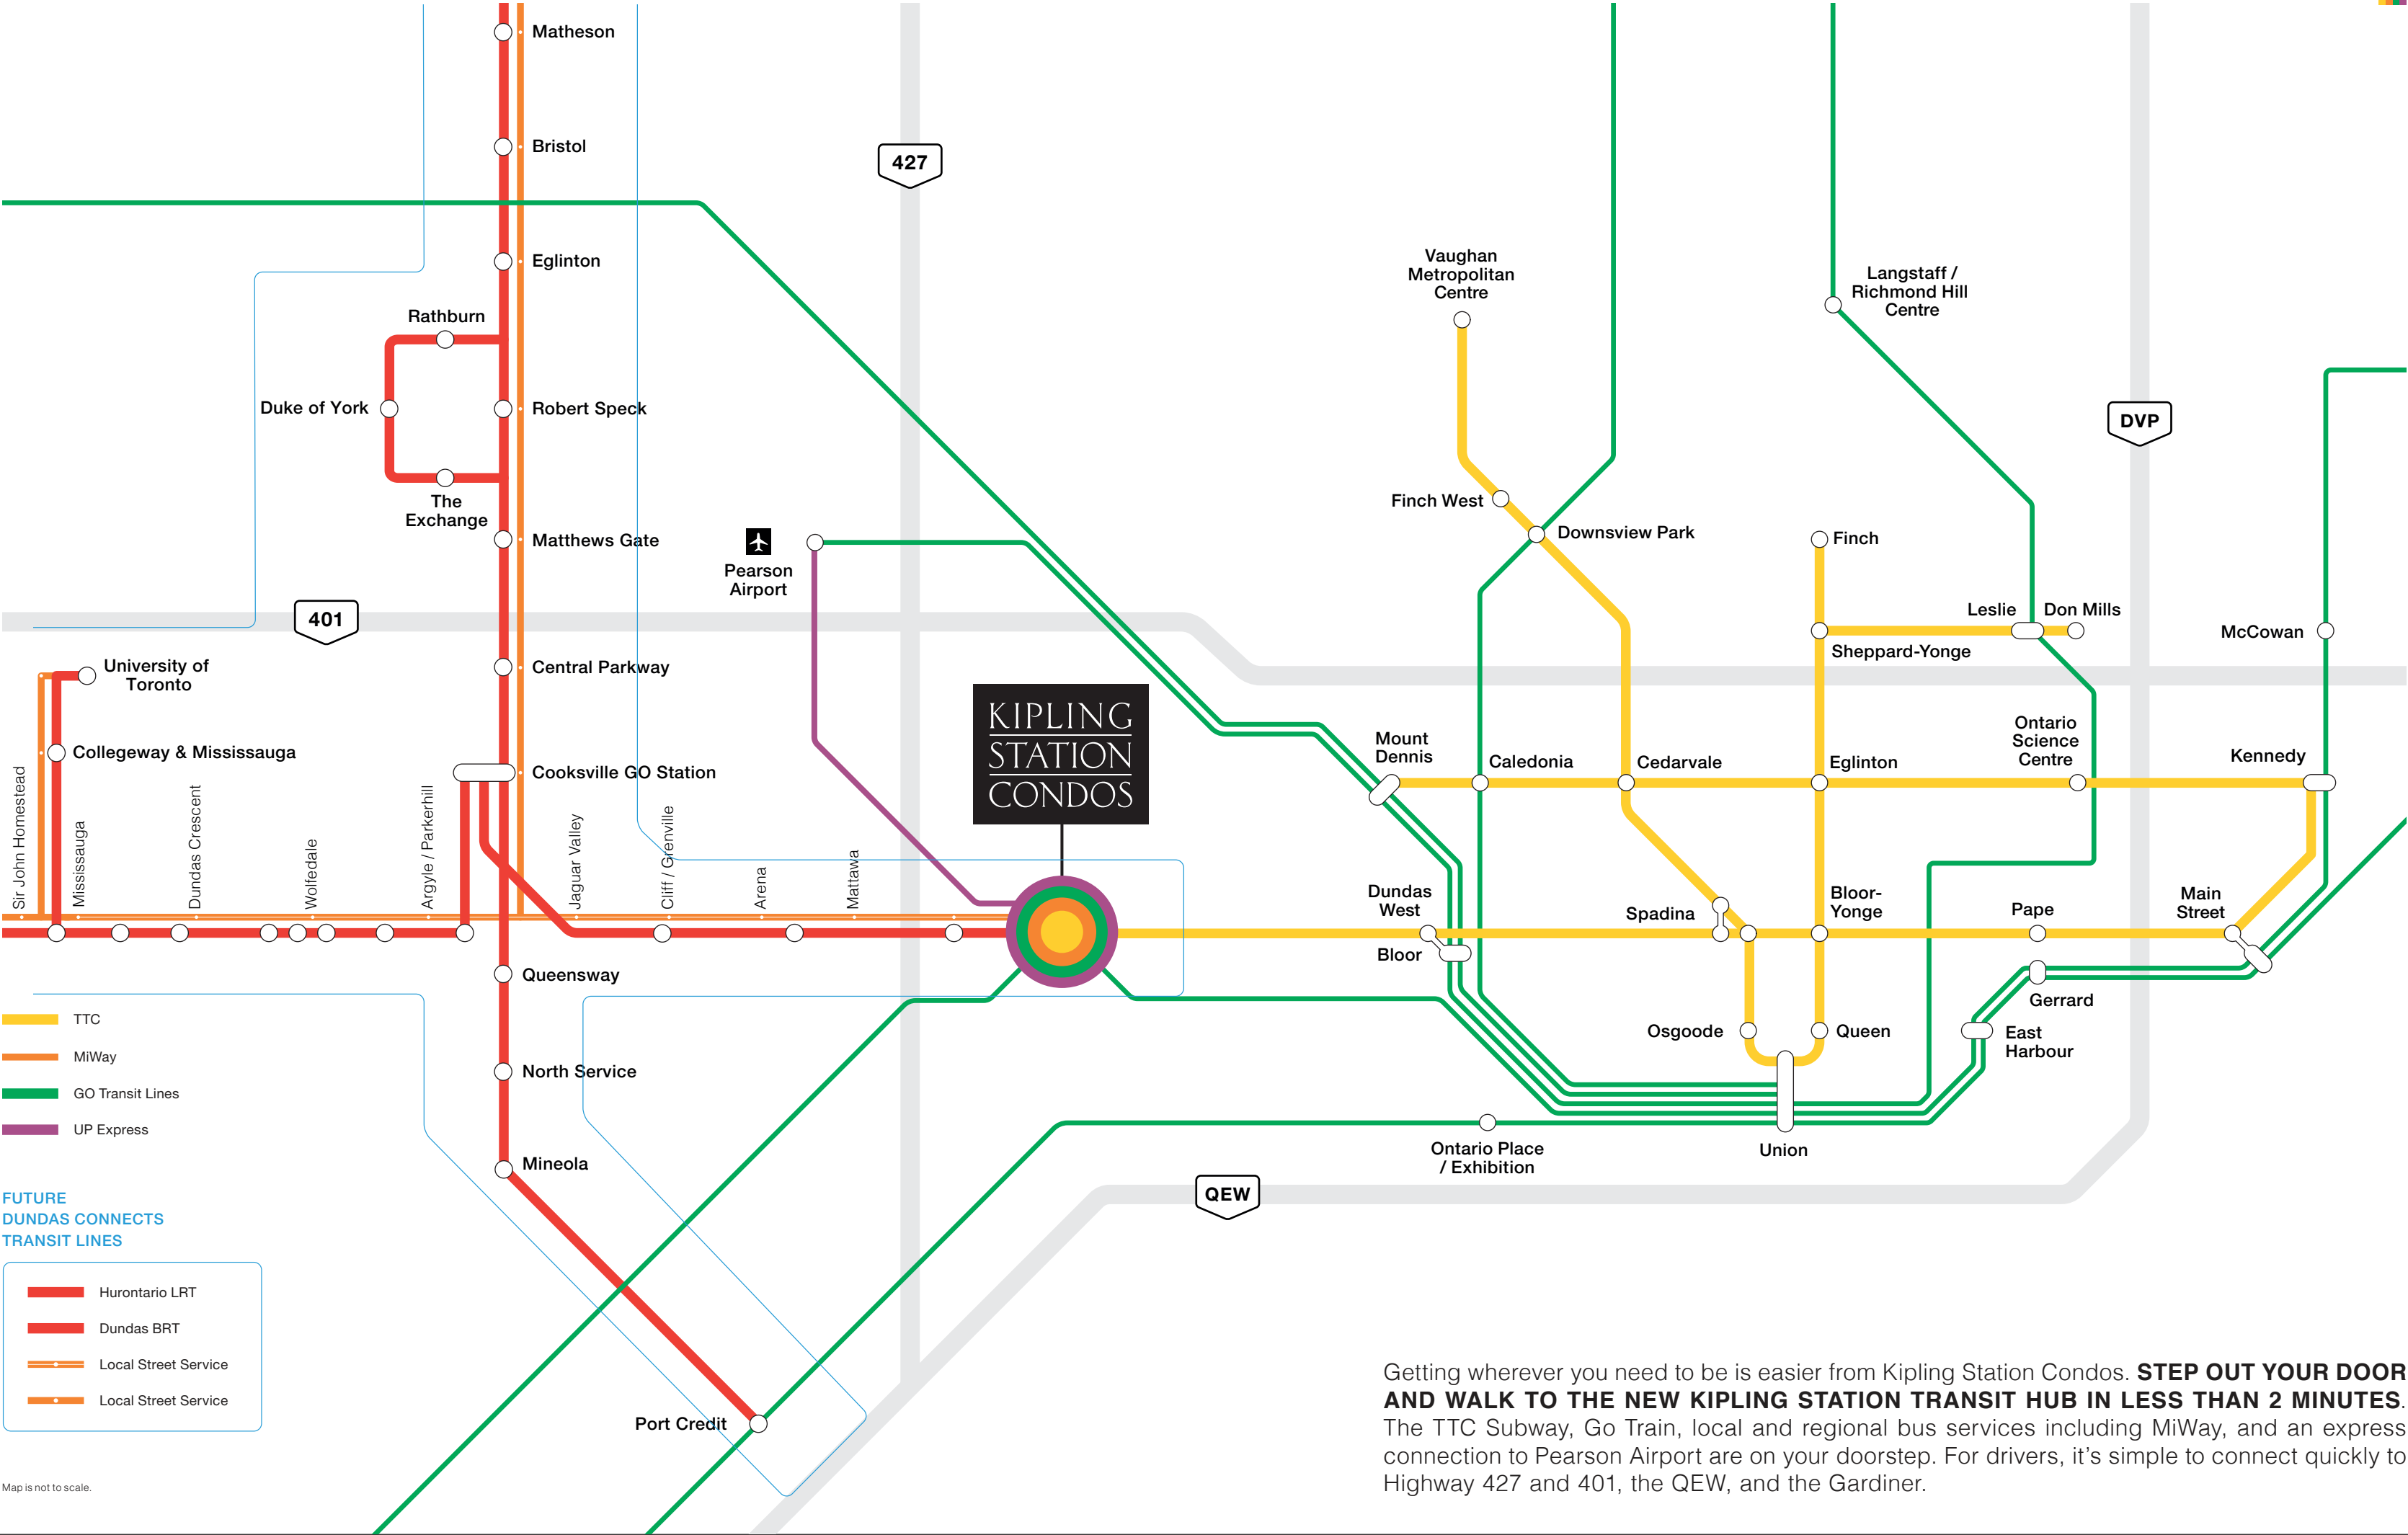 Matheson
Bristol
427
Eglinton
Rathburn
Duke of York
Robert Speck
The
Exchange
Matthews Gate
Pearson
Airport
401
Central Parkway
University of
Toronto
Collegeway & Mississauga
Cooksville GO Station
Sir John Homestead
Mississauga
Dundas Crescent
Wolfedale
Argyle / Parkerhill
Jaguar Valley
Cliff / Grenville
Arena
Mattawa
KIPLING
STATION
CONDOS
Vaughan
Metropolitan
Centre
Langstaff /
Richmond Hill
Centre
DVP
Finch West
Downsview Park
Finch
Leslie
Don Mills
Sheppard-Yonge
McCowan
Mount
Dennis
Caledonia
Cedarvale
Eglinton
Ontario
Science
Centre
Kennedy
Dundas
West
Bloor
Spadina
Bloor-
Yonge
Pape
Main
Street
Gerrard
East
Harbour
Osgoode
Queen
Union
Ontario Place
/ Exhibition
QEW
Queensway
North Service
Mineola
Port Credit
TTC
MiWay
GO Transit Lines
UP Express
FUTURE
DUNDAS CONNECTS
TRANSIT LINES
Hurontario LRT
Dundas BRT
Local Street Service
Local Street Service
Map is not to scale.
Getting wherever you need to be is easier from Kipling Station Condos. STEP OUT YOUR DOOR
AND WALK TO THE NEW KIPLING STATION TRANSIT HUB IN LESS THAN 2 MINUTES.
The TTC Subway, Go Train, local and regional bus services including MiWay, and an express
connection to Pearson Airport are on your doorstep. For drivers, it's simple to connect quickly to
Highway 427 and 401, the QEW, and the Gardiner.